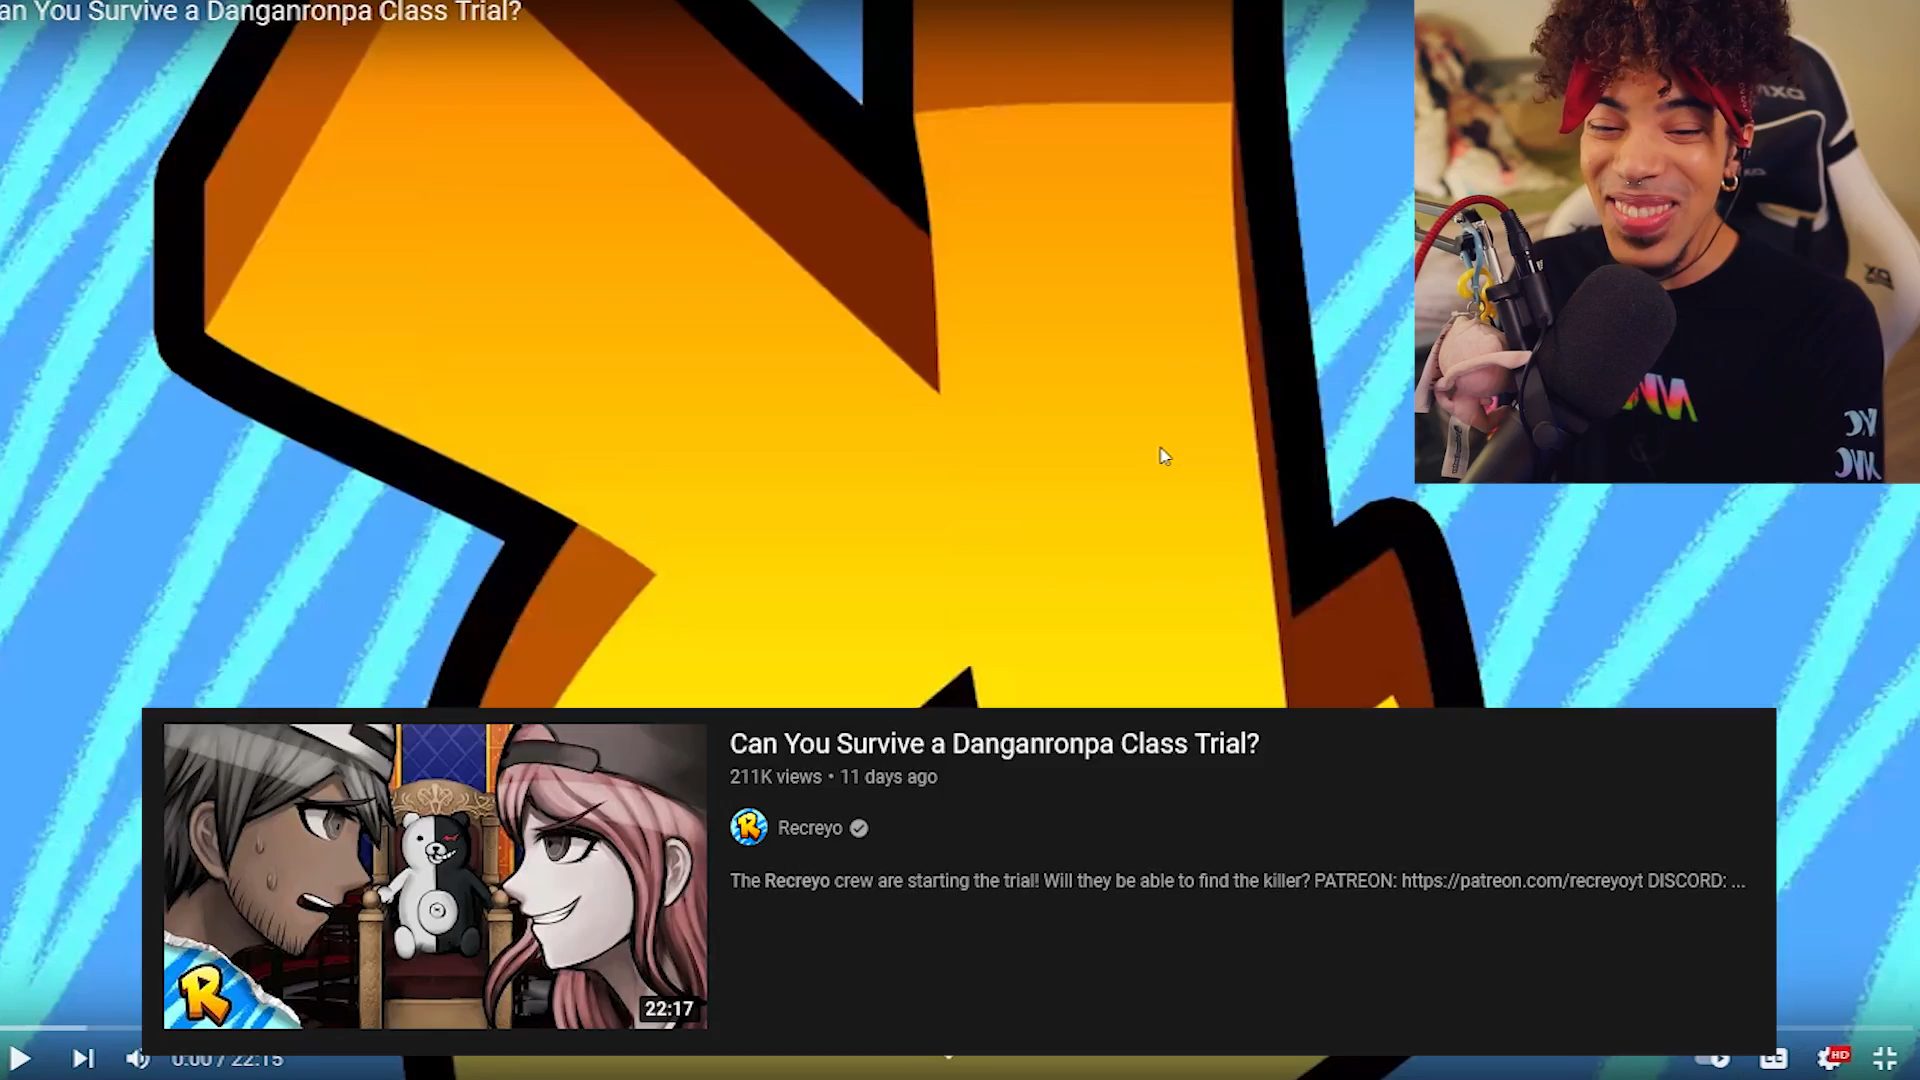 an You Survive a Danganronpa Class Trial?
Can You Survive a Danganronpa Class Trial?
211K views • 11 days ago
R Recreyo
The Recreyo crew are starting the trial! Will they be able to find the killer? PATREON: https://patreon.com/recreyoyt DISCORD: ...
R
22:17
0:00 / 22:15
HD